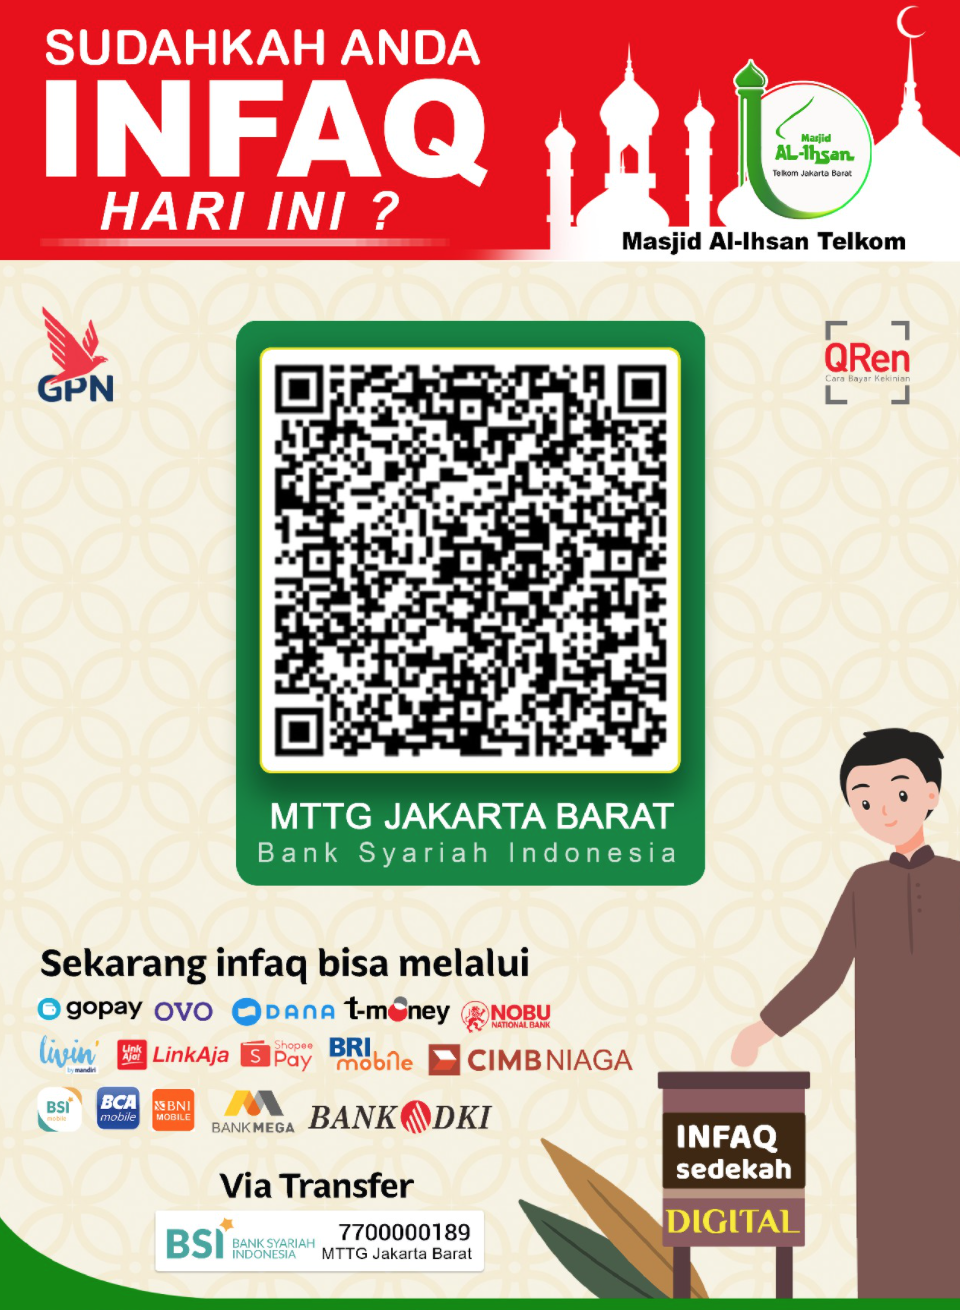 SUDAHKAH ANDA
INFAQ
HARI INI ?
Masjid
AL-Ihsan
Telkom Jakarta Barat
Masjid Al-Ihsan Telkom
GPN
QRen
Cara Bayar Kekinian
MTTG JAKARTA BARAT
Bank Syariah Indonesia
Sekarang infaq bisa melalui
gopay OVO DANA t-money NOBU
NATIONAL BANK
livin' by mandiri Link Aja! LinkAja S Shopee Pay BRI mobile CIMB NIAGA
BSI mobile BCA mobile BNI MOBILE BANK MEGA BANK DKI
INFAQ
sedekah
DIGITAL
Via Transfer
BSI BANK SYARIAH INDONESIA
7700000189
MTTG Jakarta Barat